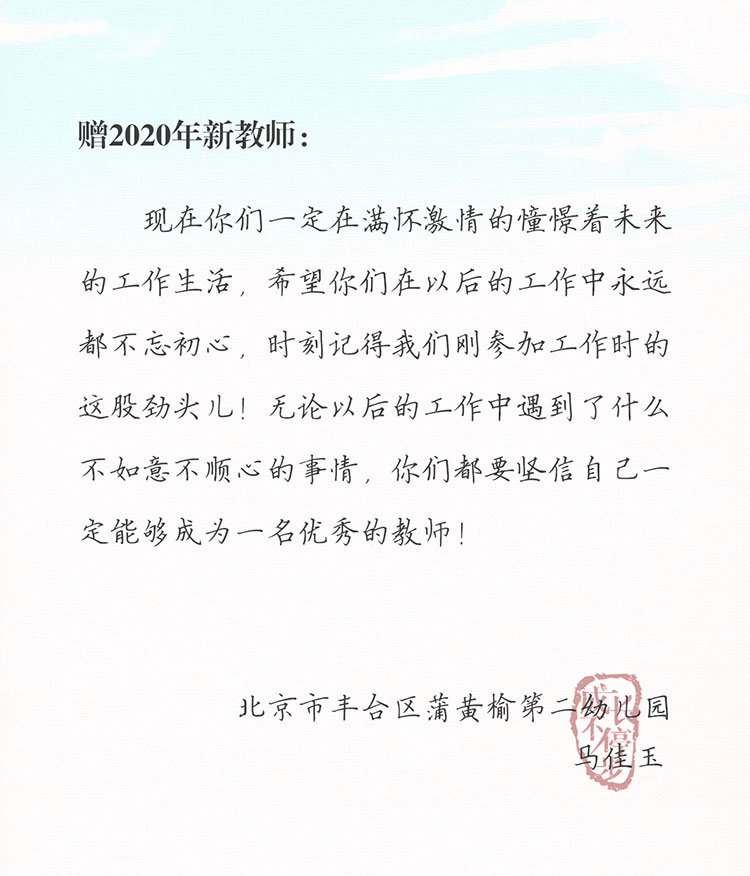 赠2020年新教师：
现在你们一定在满怀激情的憧憬着未来
的工作生活，希望你们在以后的工作中永远
都不忘初心，时刻记得我们刚参加工作时的
这股劲头儿！无论以后的工作中遇到了什么
不如意不顺心的事情，你们都要坚信自己一
定能够成为一名优秀的教师！
北京市丰台区蒲黄榆第二幼儿园
马佳玉